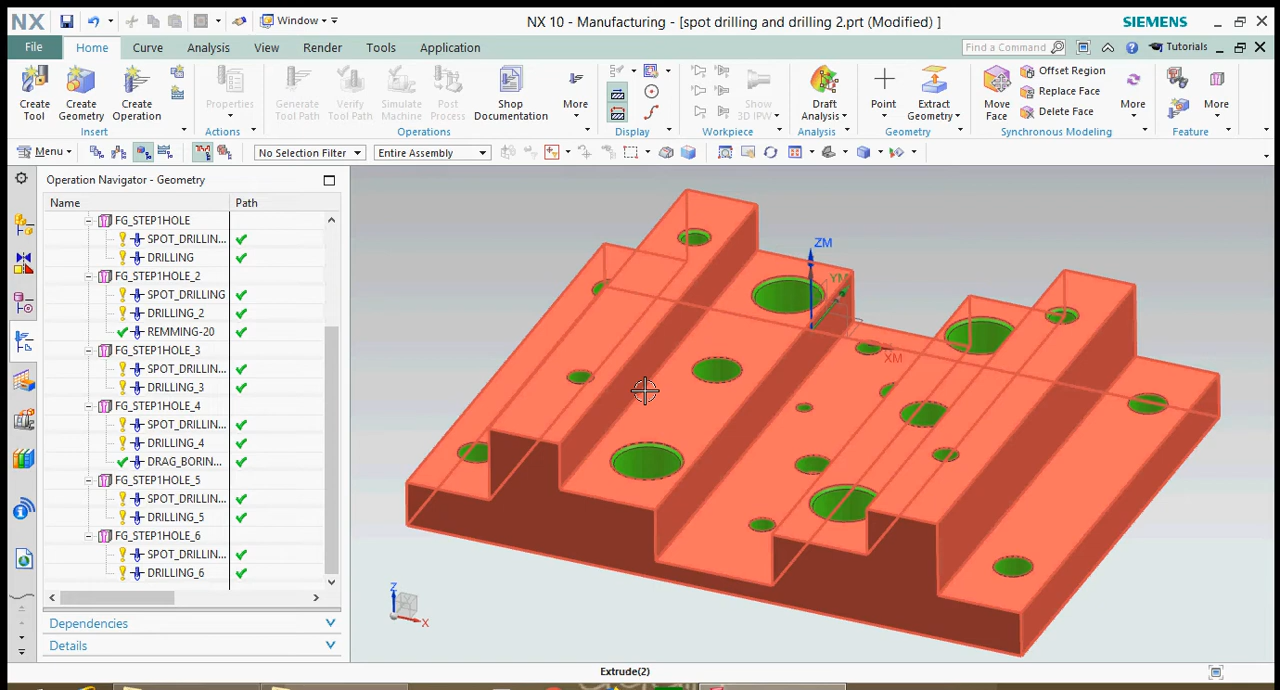 NX
Window
NX 10 - Manufacturing - [spot drilling and drilling 2.prt (Modified) ]
SIEMENS
File
Home
Curve
Analysis
View
Render
Tools
Application
Find a Command
Tutorials
Create Tool
Create Geometry
Create Operation
Properties
Generate Tool Path
Verify Tool Path
Simulate Machine
Post Process
Shop Documentation
More
Show 3D IPW
Draft Analysis
Point
Extract Geometry
Move Face
Offset Region
Replace Face
Delete Face
More
More
Insert
Actions
Operations
Display
Workpiece
Analysis
Geometry
Synchronous Modeling
Feature
Menu
No Selection Filter
Entire Assembly
Operation Navigator - Geometry
Name
Path
FG_STEP1HOLE
SPOT_DRILLIN...
DRILLING
FG_STEP1HOLE_2
SPOT_DRILLING
DRILLING_2
REMMING-20
FG_STEP1HOLE_3
SPOT_DRILLIN...
DRILLING_3
FG_STEP1HOLE_4
SPOT_DRILLIN...
DRILLING_4
DRAG_BORIN...
FG_STEP1HOLE_5
SPOT_DRILLIN...
DRILLING_5
FG_STEP1HOLE_6
SPOT_DRILLIN...
DRILLING_6
Dependencies
Details
ZM
YM
XM
Z
X
Extrude(2)